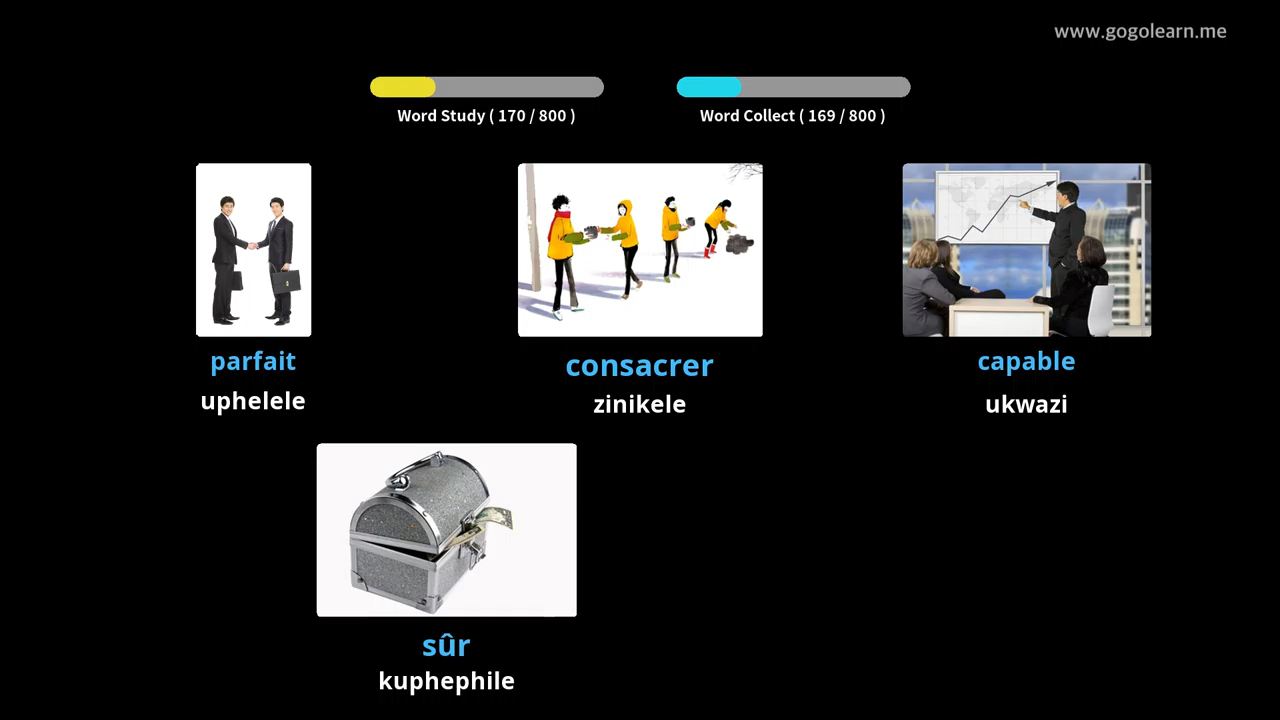 www.gogolearn.me
Word Study ( 170 / 800 )
Word Collect ( 169 / 800 )
parfait
uphelele
consacrer
zinikele
capable
ukwazi
sûr
kuphephile